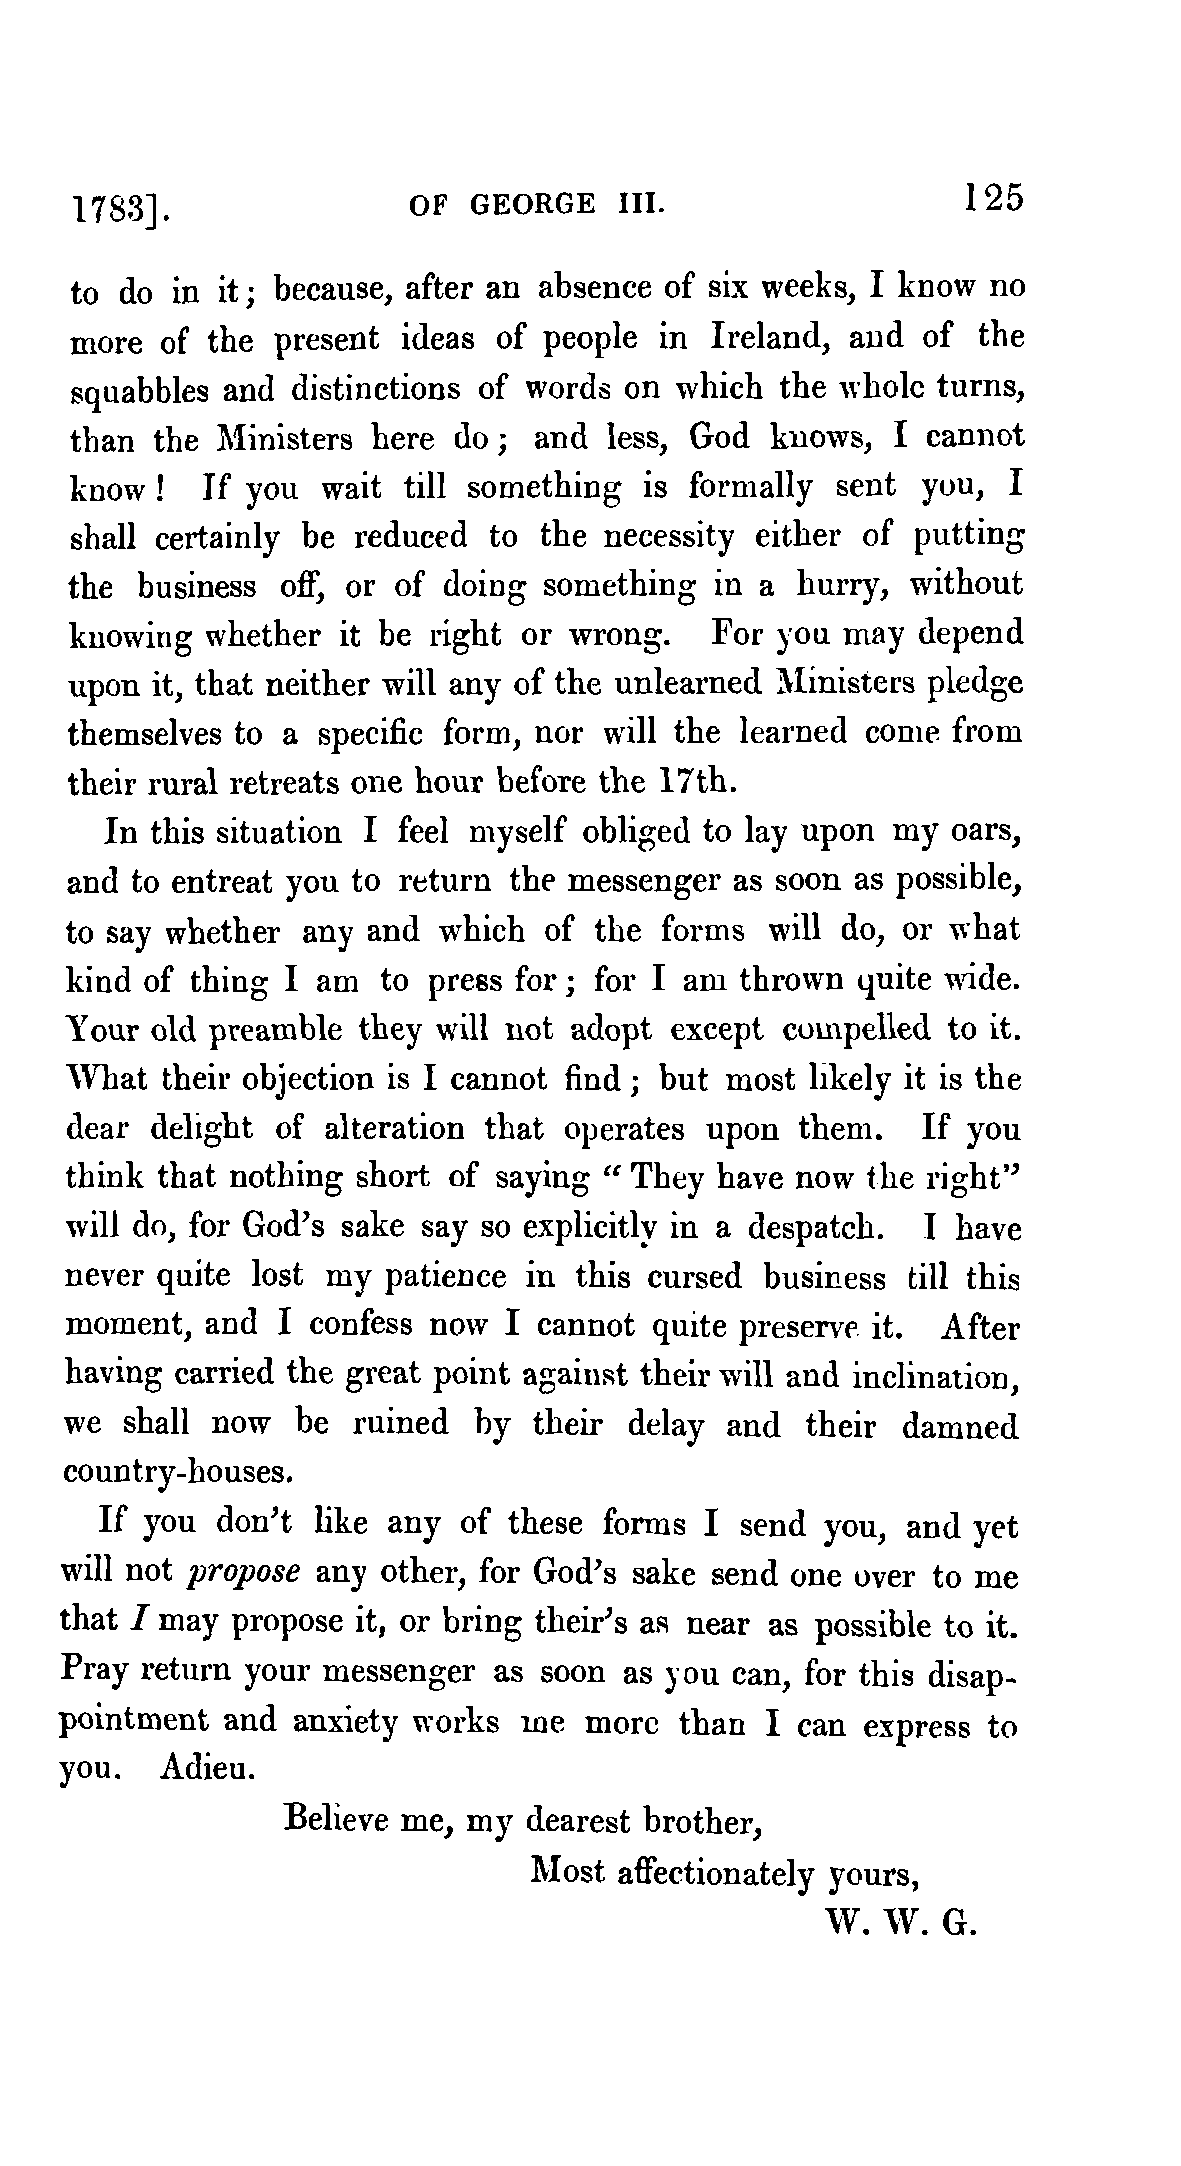 1783]. OF GEORGE III. 125
to do in it; because, after an absence of six weeks, I know no
more of the present ideas of people in Ireland, and of the
squabbles and distinctions of words on which the whole turns,
than the Ministers here do; and less, God knows, I cannot
know! If you wait till something is formally sent you, I
shall certainly be reduced to the necessity either of putting
the business off, or of doing something in a hurry, without
knowing whether it be right or wrong. For you may depend
upon it, that neither will any of the unlearned Ministers pledge
themselves to a specific form, nor will the learned come from
their rural retreats one hour before the 17th.
In this situation I feel myself obliged to lay upon my oars,
and to entreat you to return the messenger as soon as possible,
to say whether any and which of the forms will do, or what
kind of thing I am to press for; for I am thrown quite wide.
Your old preamble they will not adopt except compelled to it.
What their objection is I cannot find; but most likely it is the
dear delight of alteration that operates upon them. If you
think that nothing short of saying "They have now the right"
will do, for God's sake say so explicitly in a despatch. I have
never quite lost my patience in this cursed business till this
moment, and I confess now I cannot quite preserve it. After
having carried the great point against their will and inclination,
we shall now be ruined by their delay and their damned
country-houses.
If you don't like any of these forms I send you, and yet
will not propose any other, for God's sake send one over to me
that I may propose it, or bring their's as near as possible to it.
Pray return your messenger as soon as you can, for this disap-
pointment and anxiety works me more than I can express to
you. Adieu.
Believe me, my dearest brother,
Most affectionately yours,
W. W. G.